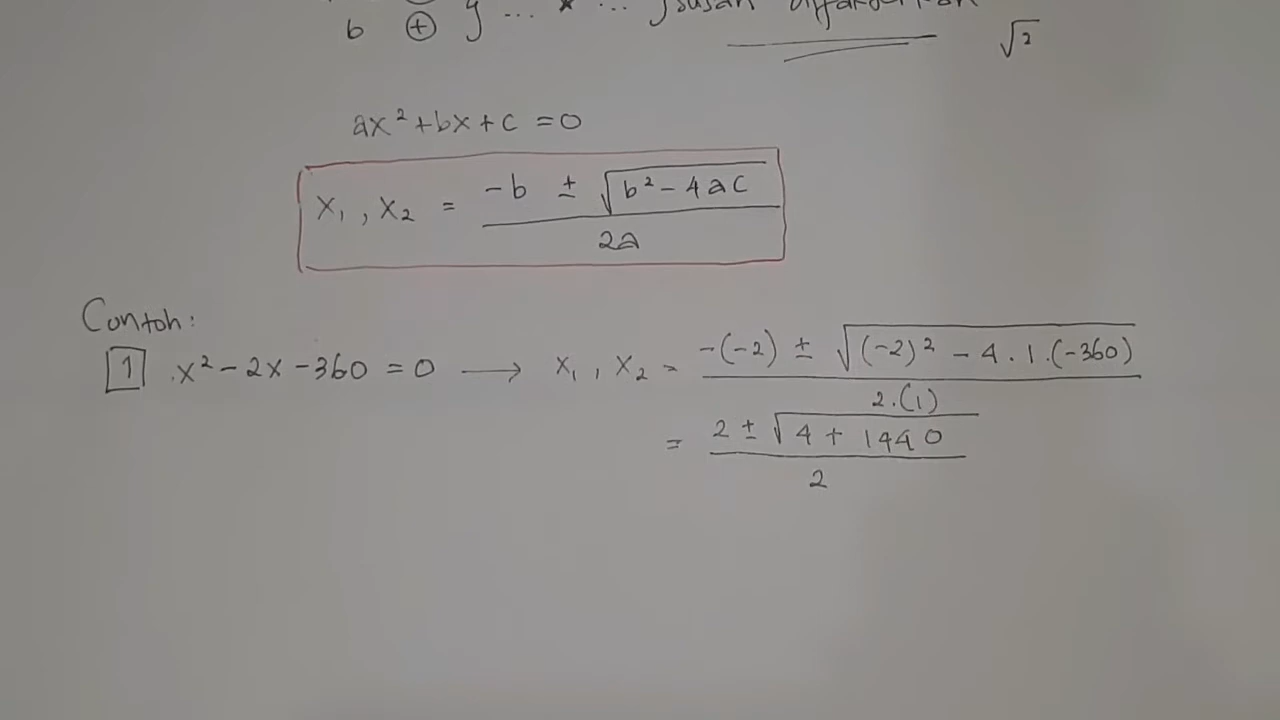 b ⊕ y ... * ... susah
√2
ax² + bx + c = 0
x₁ , x₂ = (-b ± √(b² - 4ac)) / 2a
Contoh:
1 x² - 2x - 360 = 0 → x₁ , x₂ = (-(-2) ± √((-2)² - 4 . 1 . (-360))) / 2.(1)
= (2 ± √(4 + 1440)) / 2